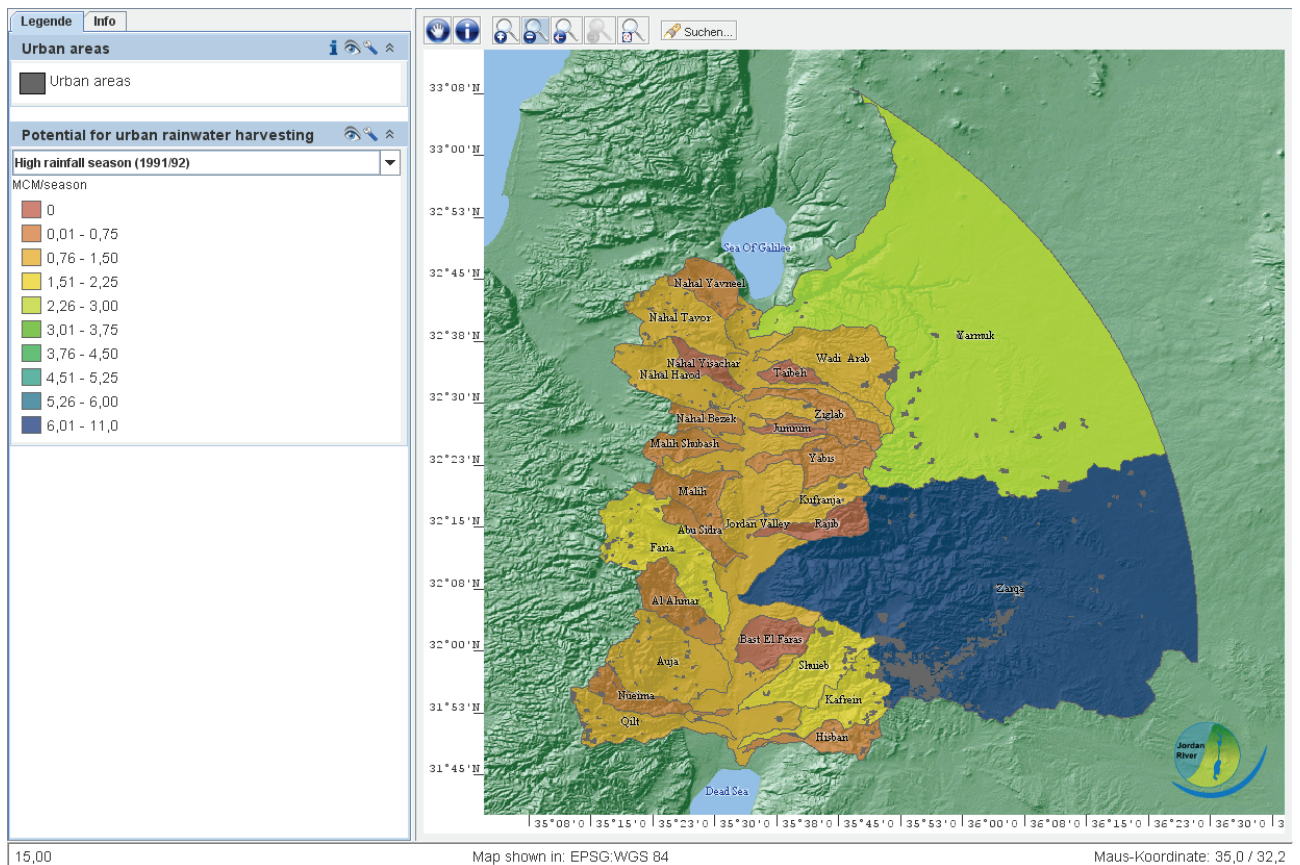 Legende Info
Urban areas
Urban areas
Potential for urban rainwater harvesting
High rainfall season (1991/92)
MCM/season
0
0,01 - 0,75
0,76 - 1,50
1,51 - 2,25
2,26 - 3,00
3,01 - 3,75
3,76 - 4,50
4,51 - 5,25
5,26 - 6,00
6,01 - 11,0
Suchen...
33°08'N
33°00'N
32°53'N
32°45'N
32°38'N
32°30'N
32°23'N
32°15'N
32°08'N
32°00'N
31°53'N
31°45'N
Sea Of Galilee
Nahal Yavneel
Nahal Tavor
Yarmuk
Wadi Arab
Nahal Yisachar
Taibeh
Nahal Harod
Ziglab
Nahal Bezek
Jumrum
Malih Shubash
Yabis
Malih
Kufranja
Jordan Valley
Rajib
Abu Sidra
Faria
Zarqa
Al Ahmar
Bast El Faras
Auja
Shuieb
Nueima
Kafrein
Qilt
Hisban
Dead Sea
Jordan
River
35°08'0 35°15'0 35°23'0 35°30'0 35°38'0 35°45'0 35°53'0 36°00'0 36°08'0 36°15'0 36°23'0 36°30'0 3
15,00
Map shown in: EPSG:WGS 84
Maus-Koordinate: 35,0 / 32,2